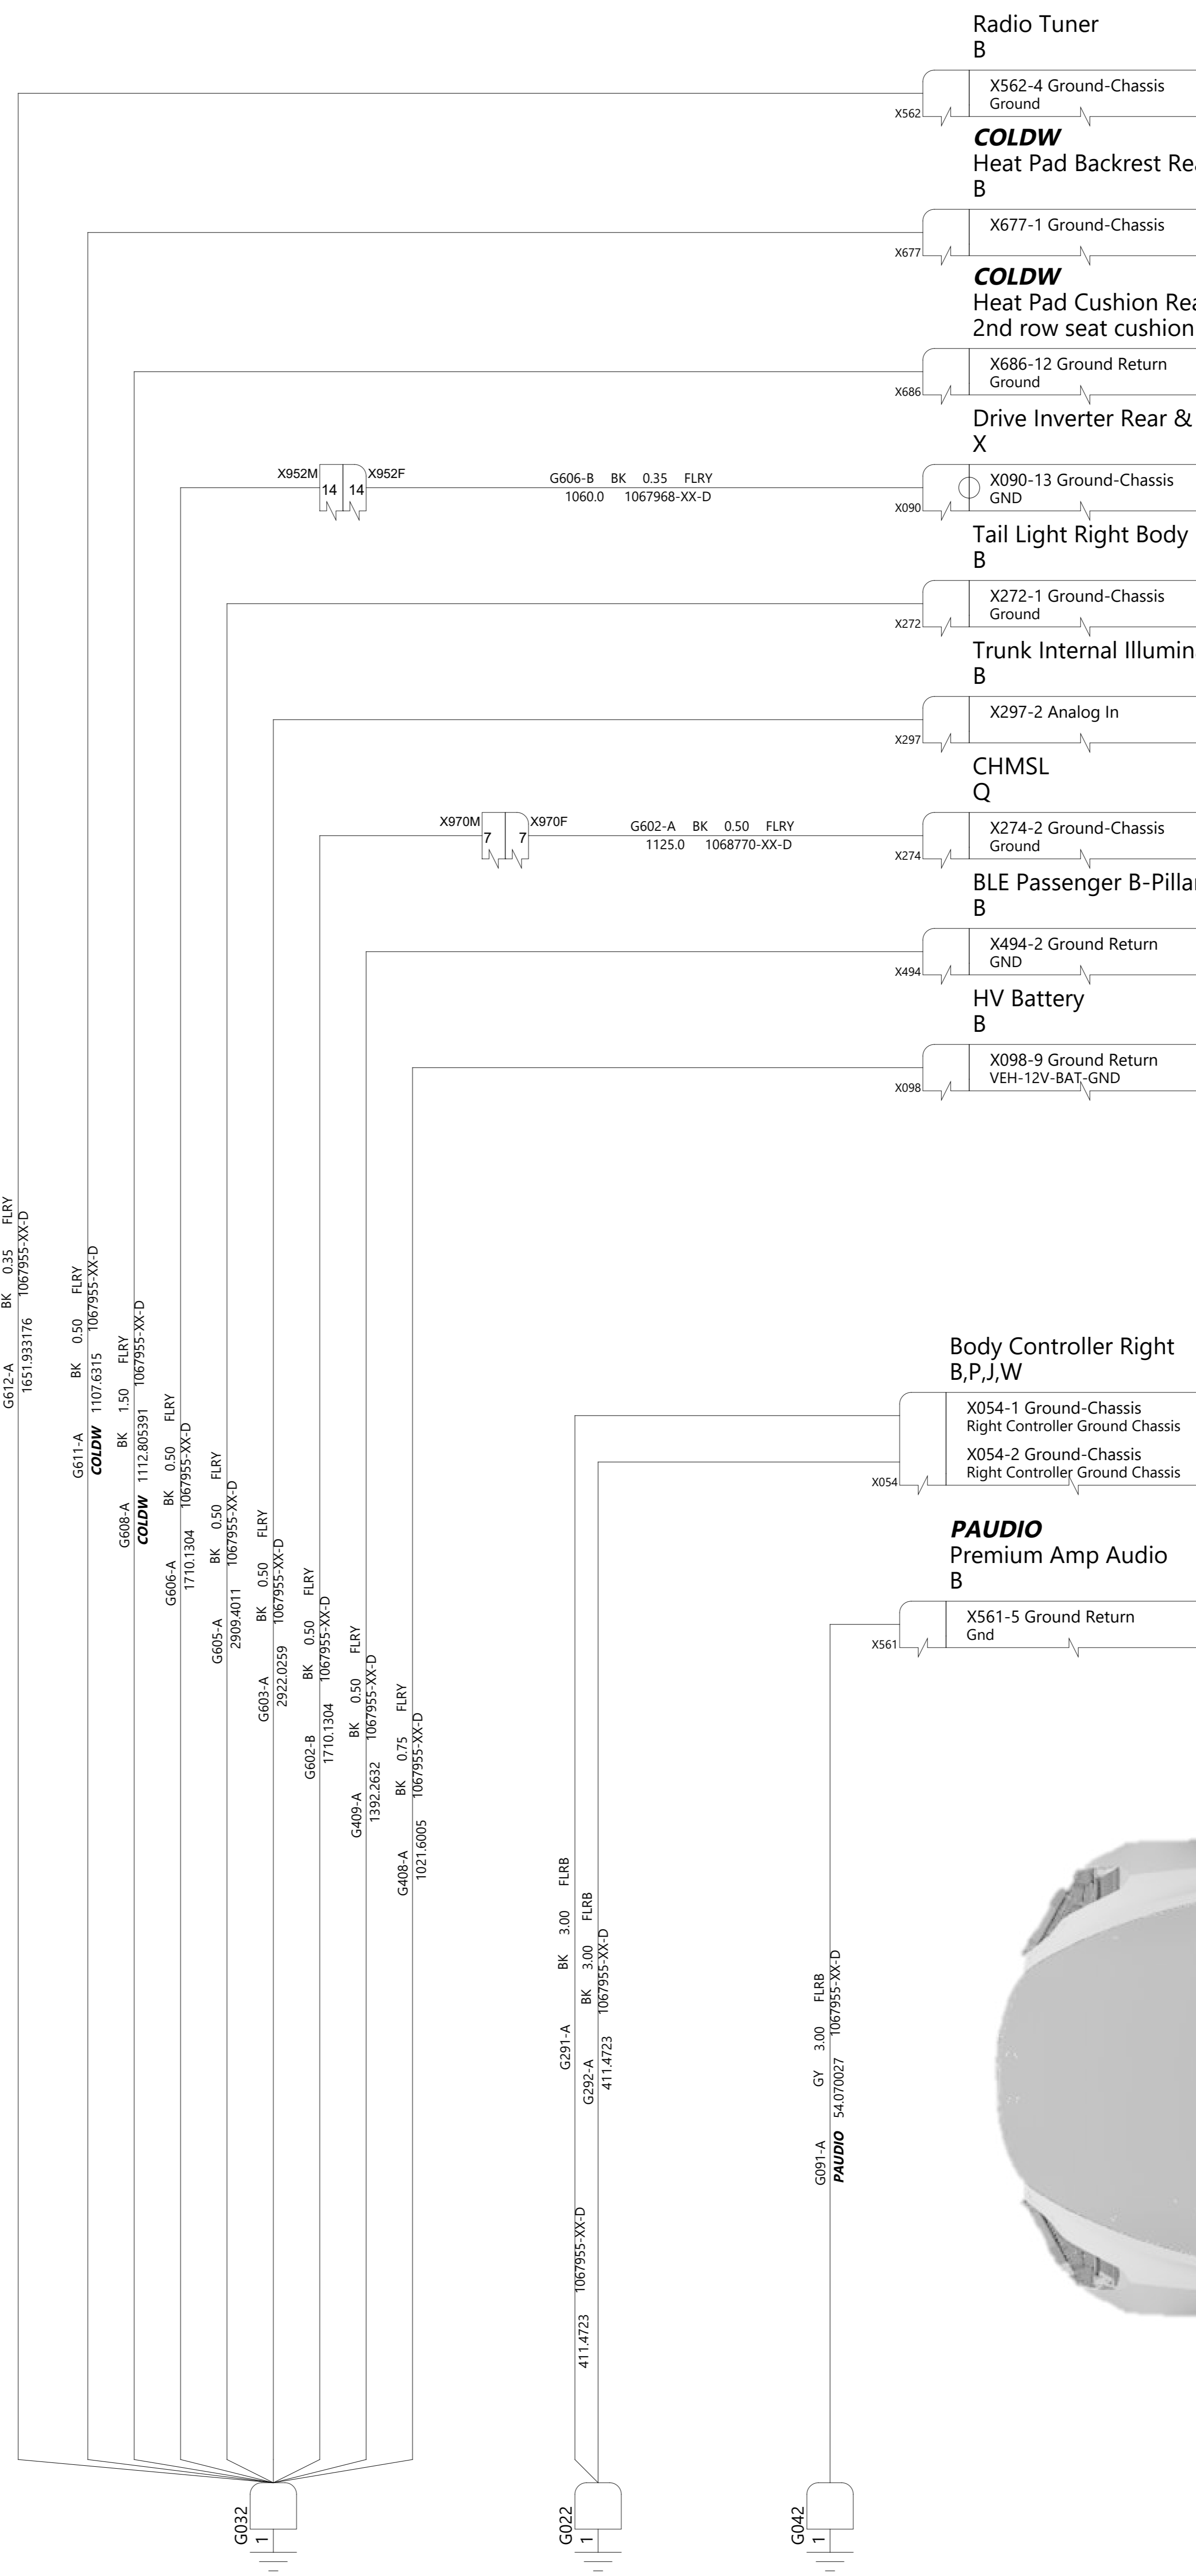 Radio Tuner
B
X562-4 Ground-Chassis
Ground
X562
COLDW
Heat Pad Backrest
B
X677-1 Ground-Chassis
X677
COLDW
Heat Pad Cushion
2nd row seat cushion
X686-12 Ground Return
Ground
X686
Drive Inverter Rear &
X
X952M 14 14 X952F
G606-B BK 0.35 FLRY
1060.0 1067968-XX-D
X090-13 Ground-Chassis
GND
X090
Tail Light Right Body
B
X272-1 Ground-Chassis
Ground
X272
Trunk Internal
B
X297-2 Analog In
X297
CHMSL
Q
X970M 7 7 X970F
G602-A BK 0.50 FLRY
1125.0 1068770-XX-D
X274-2 Ground-Chassis
Ground
X274
BLE Passenger
B
X494-2 Ground Return
GND
X494
HV Battery
B
X098-9 Ground Return
VEH-12V-BAT-GND
X098
G612-A BK 0.35 FLRY
1651.933176 1067955-XX-D
G611-A BK 0.50 FLRY
COLDW 1107.6315 1067955-XX-D
G608-A BK 1.50 FLRY
COLDW 1112.805391 1067955-XX-D
G606-A BK 0.50 FLRY
1710.1304 1067955-XX-D
G605-A BK 0.50 FLRY
2909.4011 1067955-XX-D
G603-A BK 0.50 FLRY
2922.0259 1067955-XX-D
G602-B BK 0.50 FLRY
1710.1304 1067955-XX-D
G409-A BK 0.50 FLRY
1392.2632 1067955-XX-D
G408-A BK 0.75 FLRY
1021.6005 1067955-XX-D
Body Controller Right
B,P,J,W
X054-1 Ground-Chassis
Right Controller Ground Chassis
X054-2 Ground-Chassis
Right Controller Ground Chassis
X054
PAUDIO
Premium Amp Audio
B
X561-5 Ground Return
Gnd
X561
G291-A BK 3.00 FLRB
411.4723 1067955-XX-D
G292-A BK 3.00 FLRB
411.4723 1067955-XX-D
G091-A GY 3.00 FLRB
PAUDIO 54.070027 1067955-XX-D
G032 1
G022 1
G042 1